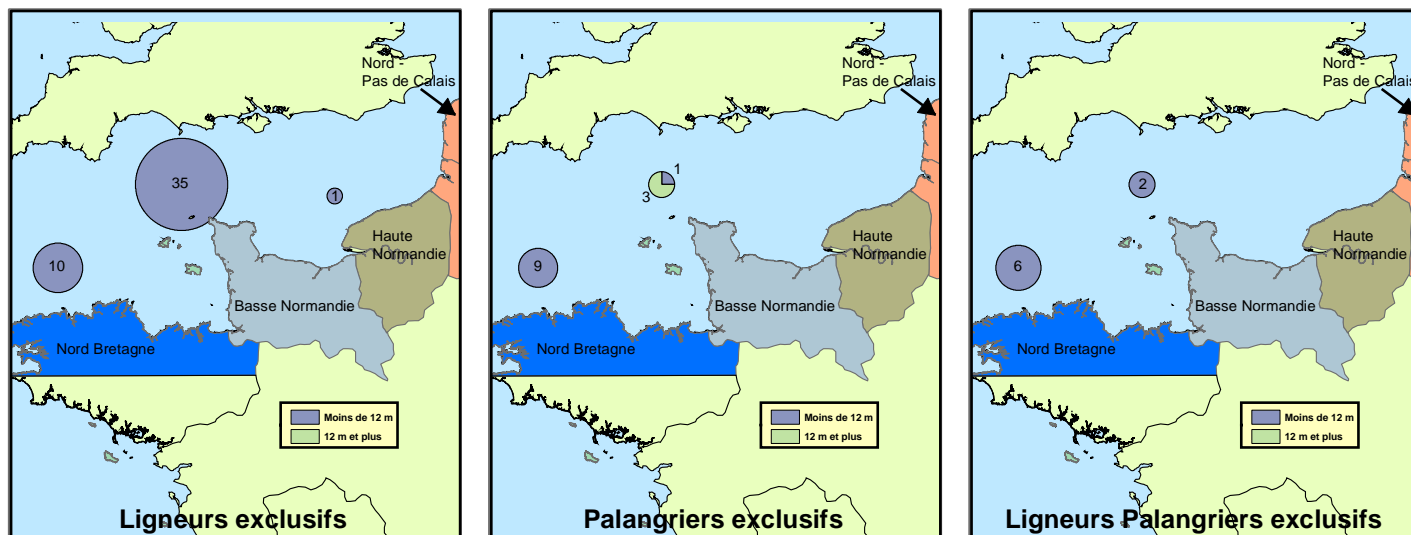 Nord -
Pas de Calais
35
1
10
Haute
Normandie
Basse Normandie
Nord Bretagne
Moins de 12 m
12 m et plus
Ligneurs exclusifs
Nord -
Pas de Calais
1
3
9
Haute
Normandie
Basse Normandie
Nord Bretagne
Moins de 12 m
12 m et plus
Palangriers exclusifs
Nord -
Pas de Calais
2
6
Haute
Normandie
Basse Normandie
Nord Bretagne
Moins de 12 m
12 m et plus
Ligneurs Palangriers exclusifs